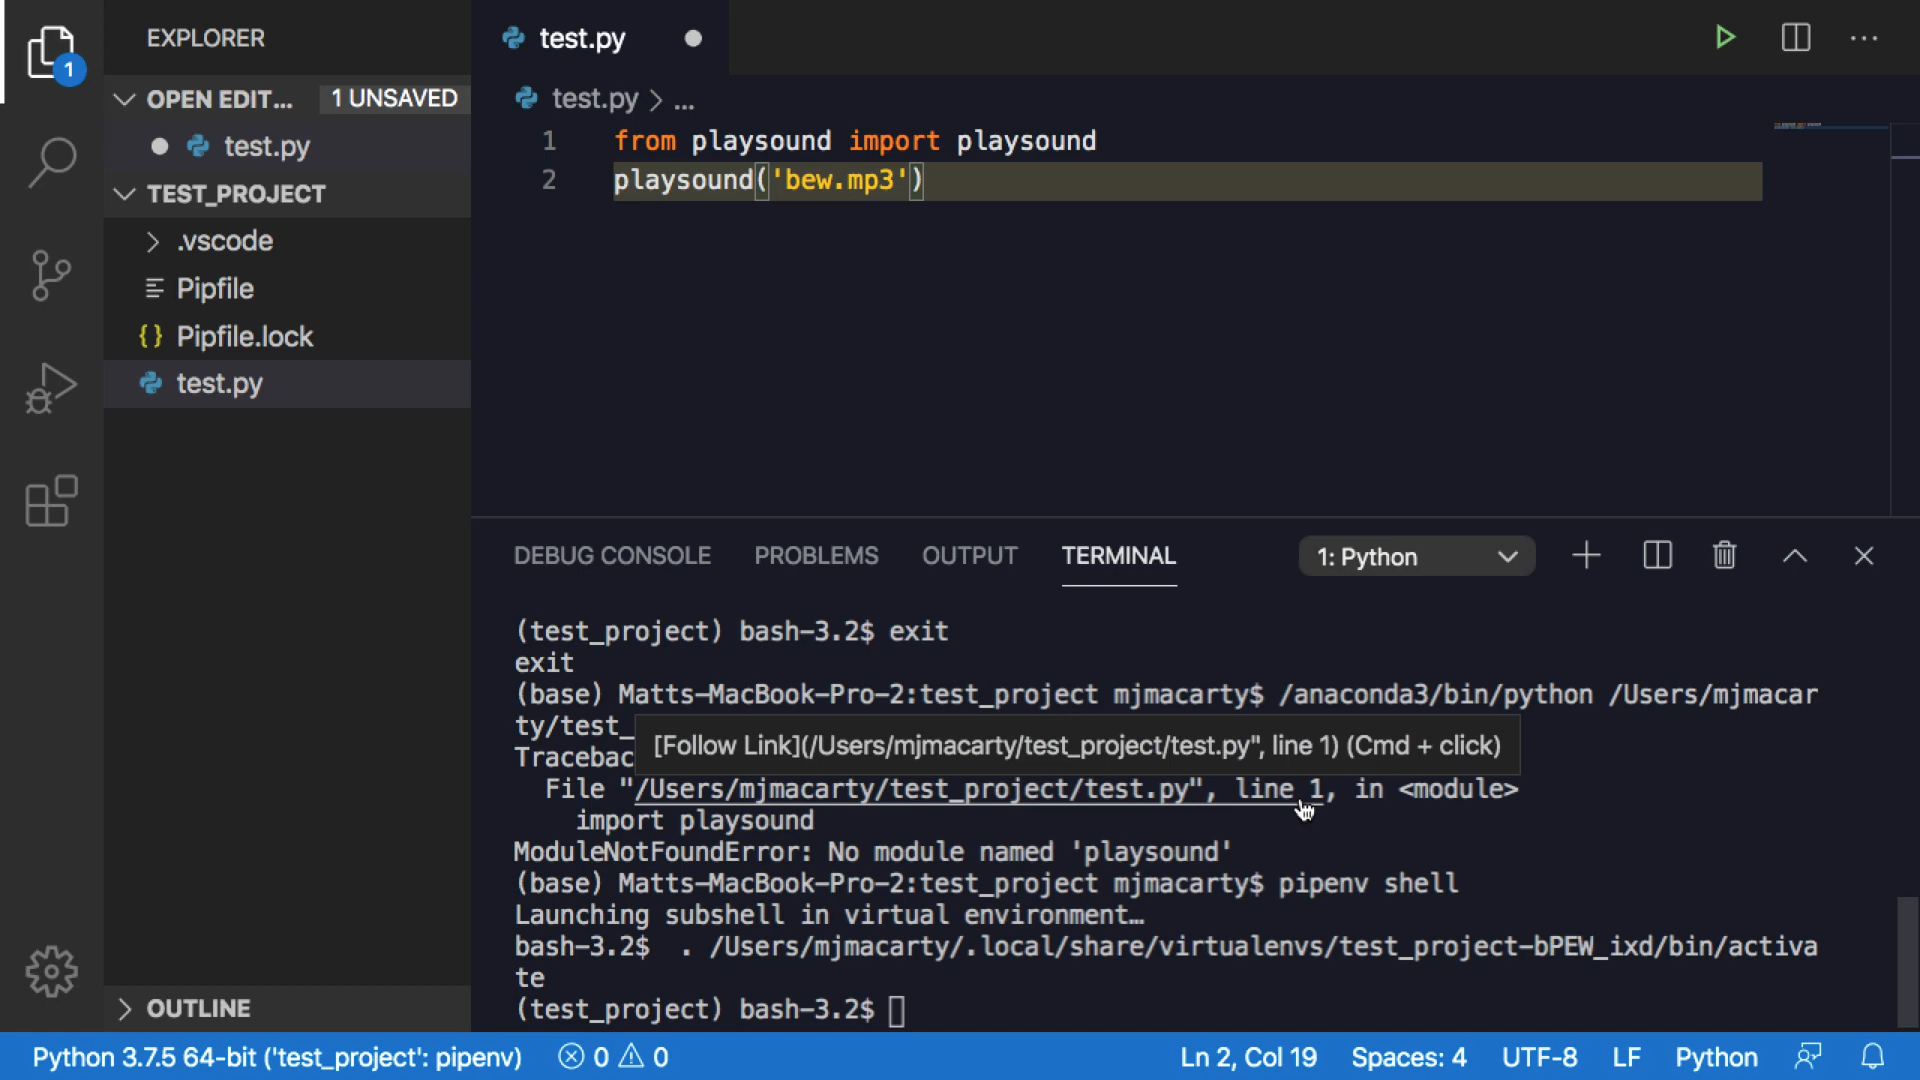 EXPLORER
test.py
1
OPEN EDIT...
1 UNSAVED
test.py
TEST_PROJECT
.vscode
Pipfile
{} Pipfile.lock
test.py
OUTLINE
test.py > ...
1 from playsound import playsound
2 playsound('bew.mp3')
DEBUG CONSOLE PROBLEMS OUTPUT TERMINAL 1: Python
(test_project) bash-3.2$ exit
exit
(base) Matts-MacBook-Pro-2:test_project mjmacarty$ /anaconda3/bin/python /Users/mjmacar
ty/test_
[Follow Link](/Users/mjmacarty/test_project/test.py", line 1) (Cmd + click)
Tracebac
File "/Users/mjmacarty/test_project/test.py", line 1, in <module>
import playsound
ModuleNotFoundError: No module named 'playsound'
(base) Matts-MacBook-Pro-2:test_project mjmacarty$ pipenv shell
Launching subshell in virtual environment…
bash-3.2$  . /Users/mjmacarty/.local/share/virtualenvs/test_project-bPEW_ixd/bin/activa
te
(test_project) bash-3.2$
Python 3.7.5 64-bit ('test_project': pipenv) 0 0 Ln 2, Col 19 Spaces: 4 UTF-8 LF Python